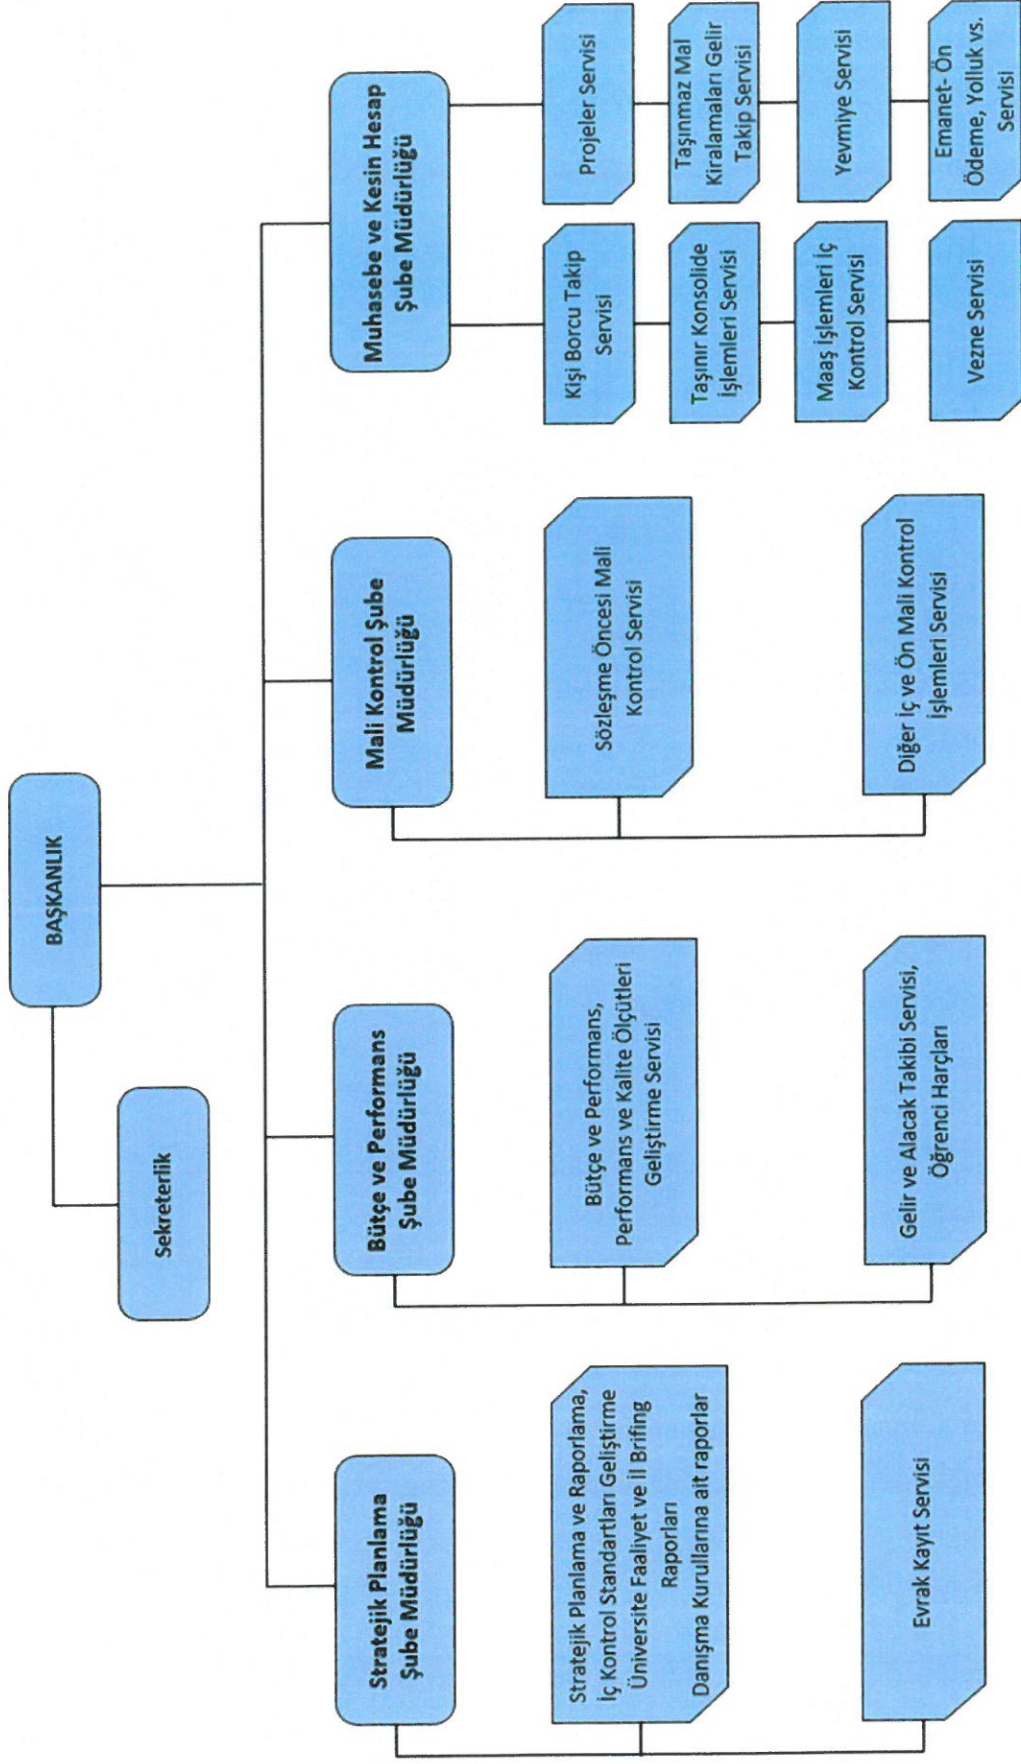 BAŞKANLIK
Sekreterlik
Stratejik Planlama
Şube Müdürlüğü
Bütçe ve Performans
Şube Müdürlüğü
Mali Kontrol Şube
Müdürlüğü
Muhasebe ve Kesin Hesap
Şube Müdürlüğü
Stratejik Planlama ve Raporlama,
İç Kontrol Standartları Geliştirme
Üniversite Faaliyet ve İl Brifing
Raporları
Danışma Kurullarına ait raporlar
Evrak Kayıt Servisi
Bütçe ve Performans,
Performans ve Kalite Ölçütleri
Geliştirme Servisi
Gelir ve Alacak Takibi Servisi,
Öğrenci Harçları
Sözleşme Öncesi Mali
Kontrol Servisi
Diğer İç ve Ön Mali Kontrol
İşlemleri Servisi
Kişi Borcu Takip
Servisi
Taşınır Konsolide
İşlemleri Servisi
Maaş İşlemleri İç
Kontrol Servisi
Vezne Servisi
Projeler Servisi
Taşınmaz Mal
Kiralamaları Gelir
Takip Servisi
Yevmiye Servisi
Emanet- Ön
Ödeme, Yolluk vs.
Servisi